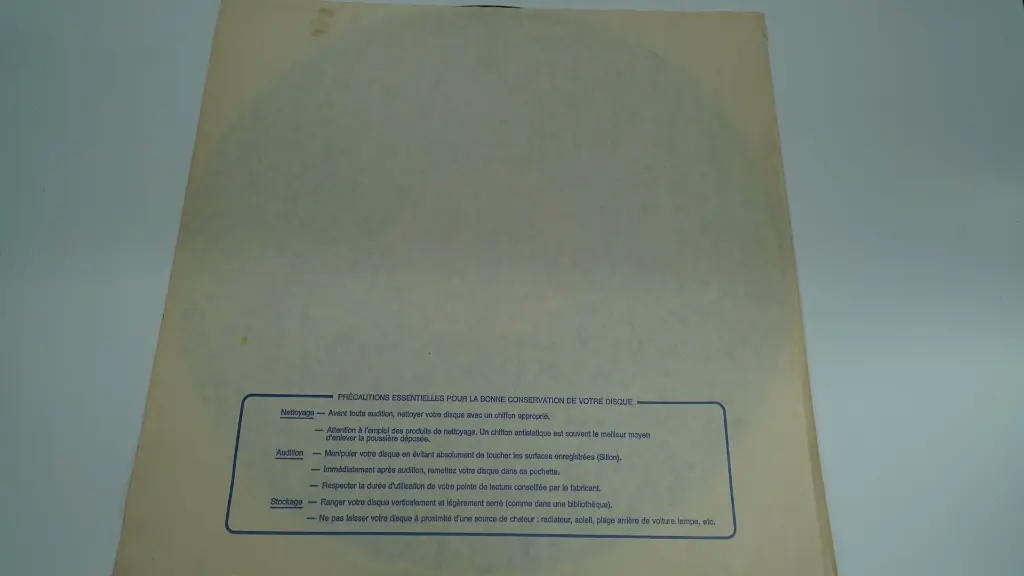 PRÉCAUTIONS ESSENTIELLES POUR LA BONNE CONSERVATION DE VOTRE DISQUE
Nettoyage — Avant toute audition, nettoyer votre disque avec un chiffon approprié.
— Attention à l'emploi des produits de nettoyage. Un chiffon antistatique est souvent le meilleur moyen
d'enlever la poussière déposée.
Audition — Manipuler votre disque en évitant absolument de toucher les surfaces enregistrées (Sillon).
— Immédiatement après audition, remettez votre disque dans sa pochette.
— Respecter la durée d'utilisation de votre pointe de lecture conseillée par le fabricant.
Stockage — Ranger votre disque verticalement et légèrement serré (comme dans une bibliothèque).
— Ne pas laisser votre disque à proximité d'une source de chaleur : radiateur, soleil, plage arrière de voiture, lampe, etc.